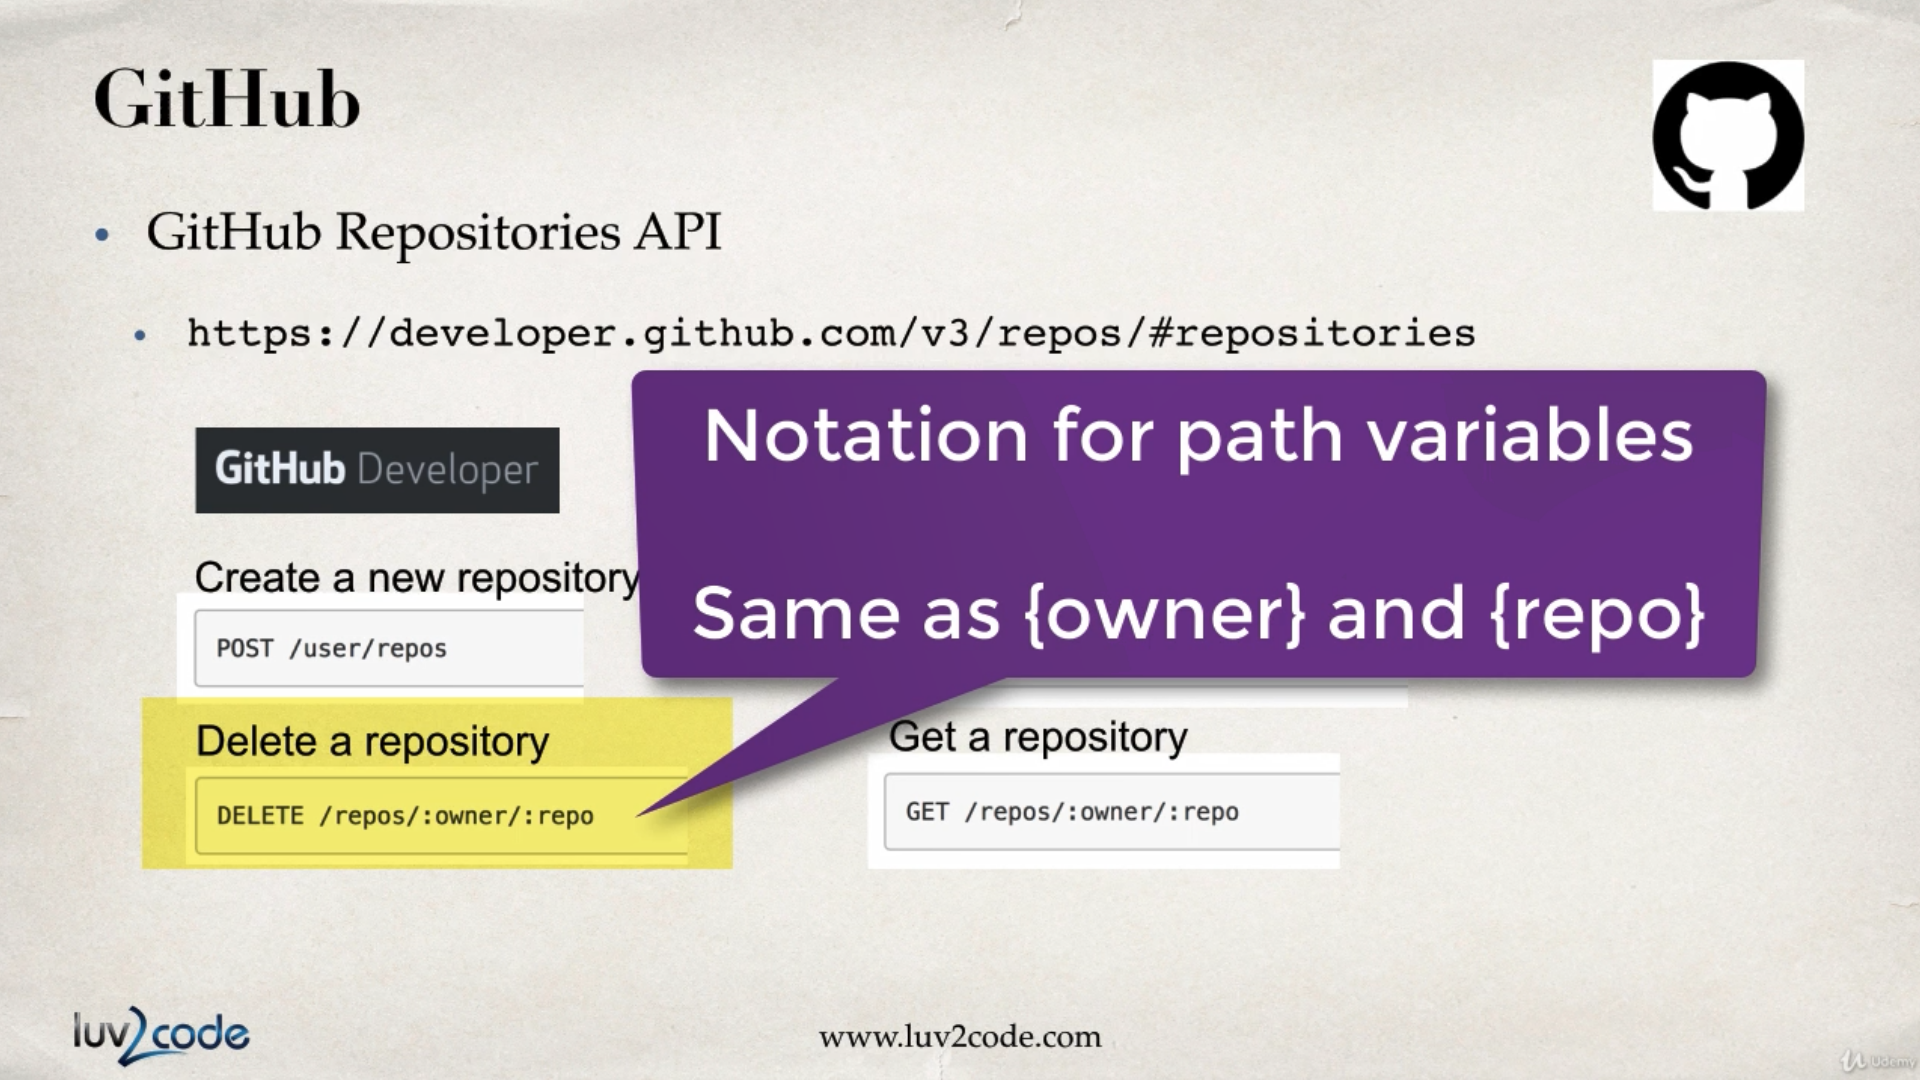 GitHub
• GitHub Repositories API
• https://developer.github.com/v3/repos/#repositories
Notation for path variables
Same as {owner} and {repo}
GitHub Developer
Create a new repository
POST /user/repos
Delete a repository
DELETE /repos/:owner/:repo
Get a repository
GET /repos/:owner/:repo
luv2code
www.luv2code.com
Udemy